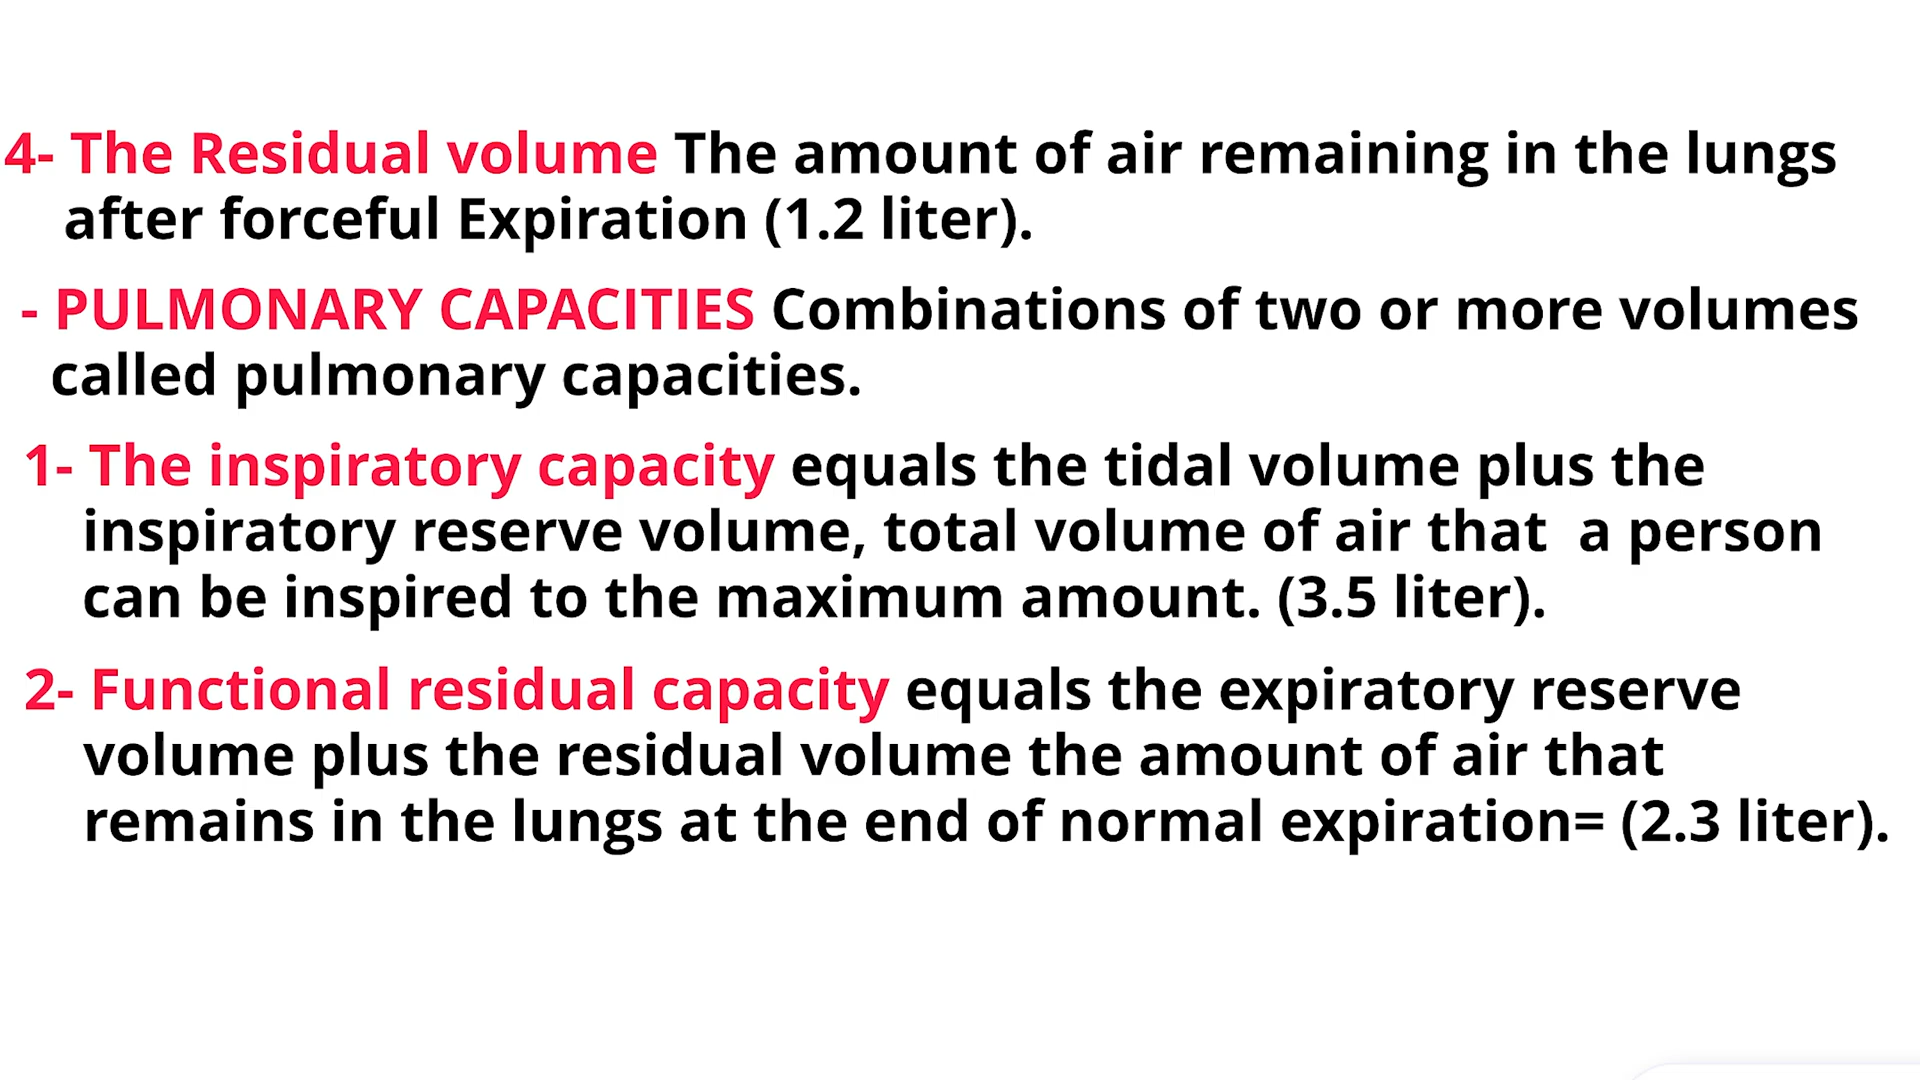 4- The Residual volume The amount of air remaining in the lungs
after forceful Expiration (1.2 liter).
- PULMONARY CAPACITIES Combinations of two or more volumes
called pulmonary capacities.
1- The inspiratory capacity equals the tidal volume plus the
inspiratory reserve volume, total volume of air that  a person
can be inspired to the maximum amount. (3.5 liter).
2- Functional residual capacity equals the expiratory reserve
volume plus the residual volume the amount of air that
remains in the lungs at the end of normal expiration= (2.3 liter).